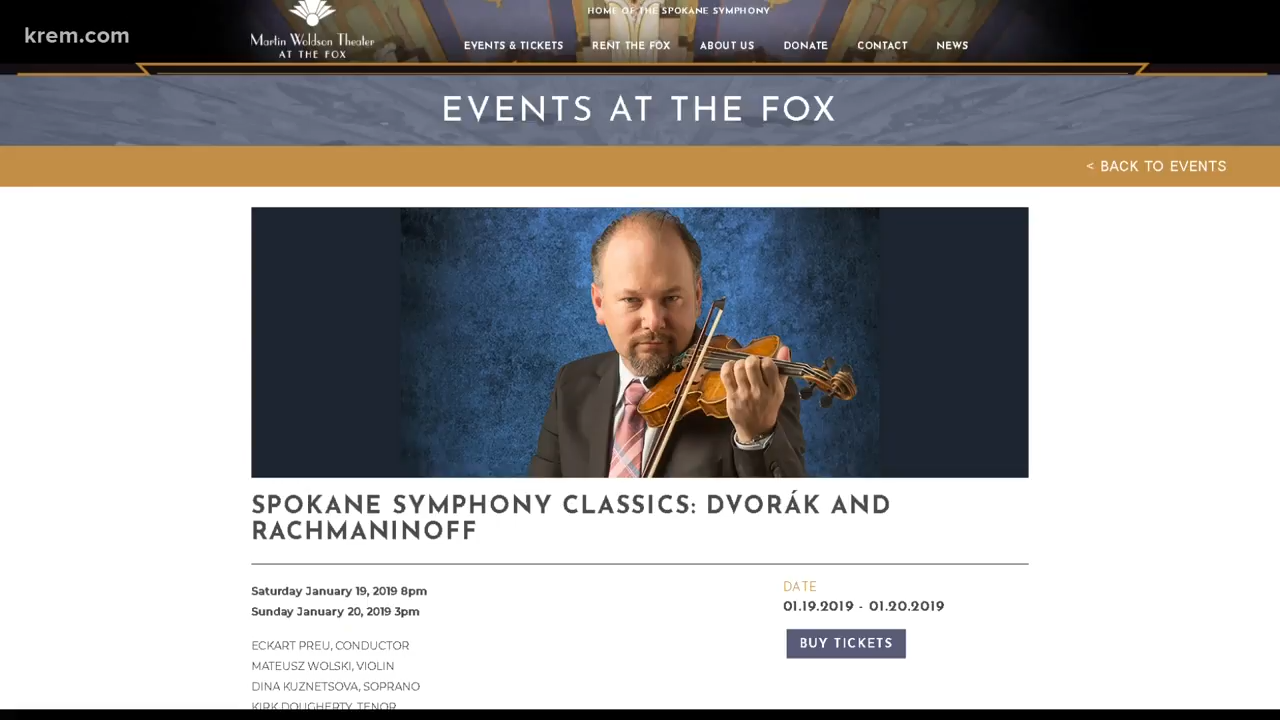 krem.com
HOME OF THE SPOKANE SYMPHONY
Martin Woldson Theater
AT THE FOX
EVENTS & TICKETS RENT THE FOX ABOUT US DONATE CONTACT NEWS
EVENTS AT THE FOX
< BACK TO EVENTS
SPOKANE SYMPHONY CLASSICS: DVORÁK AND
RACHMANINOFF
Saturday January 19, 2019 8pm
Sunday January 20, 2019 3pm
DATE
01.19.2019 - 01.20.2019
BUY TICKETS
ECKART PREU, CONDUCTOR
MATEUSZ WOLSKI, VIOLIN
DINA KUZNETSOVA, SOPRANO
KIRK DOUGHERTY, TENOR